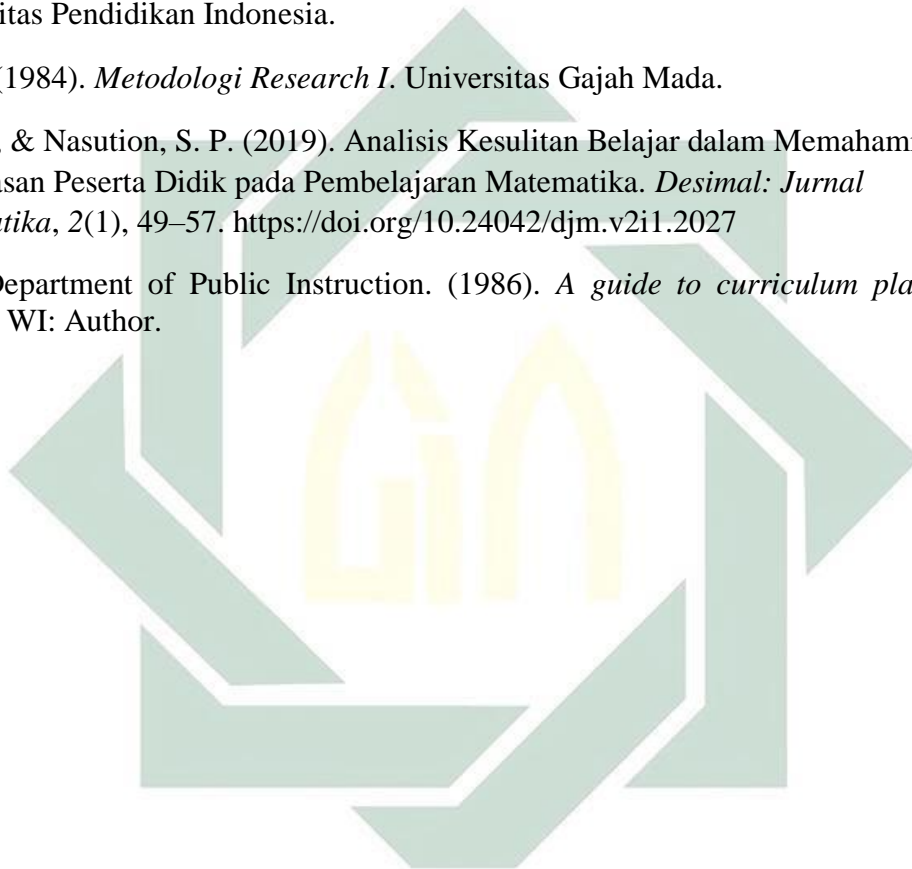 itas Pendidikan Indonesia.
(1984). Metodologi Research I. Universitas Gajah Mada.
, & Nasution, S. P. (2019). Analisis Kesulitan Belajar dalam Memahami
asan Peserta Didik pada Pembelajaran Matematika. Desimal: Jurnal
atika, 2(1), 49–57. https://doi.org/10.24042/djm.v2i1.2027
Department of Public Instruction. (1986). A guide to curriculum pla
WI: Author.